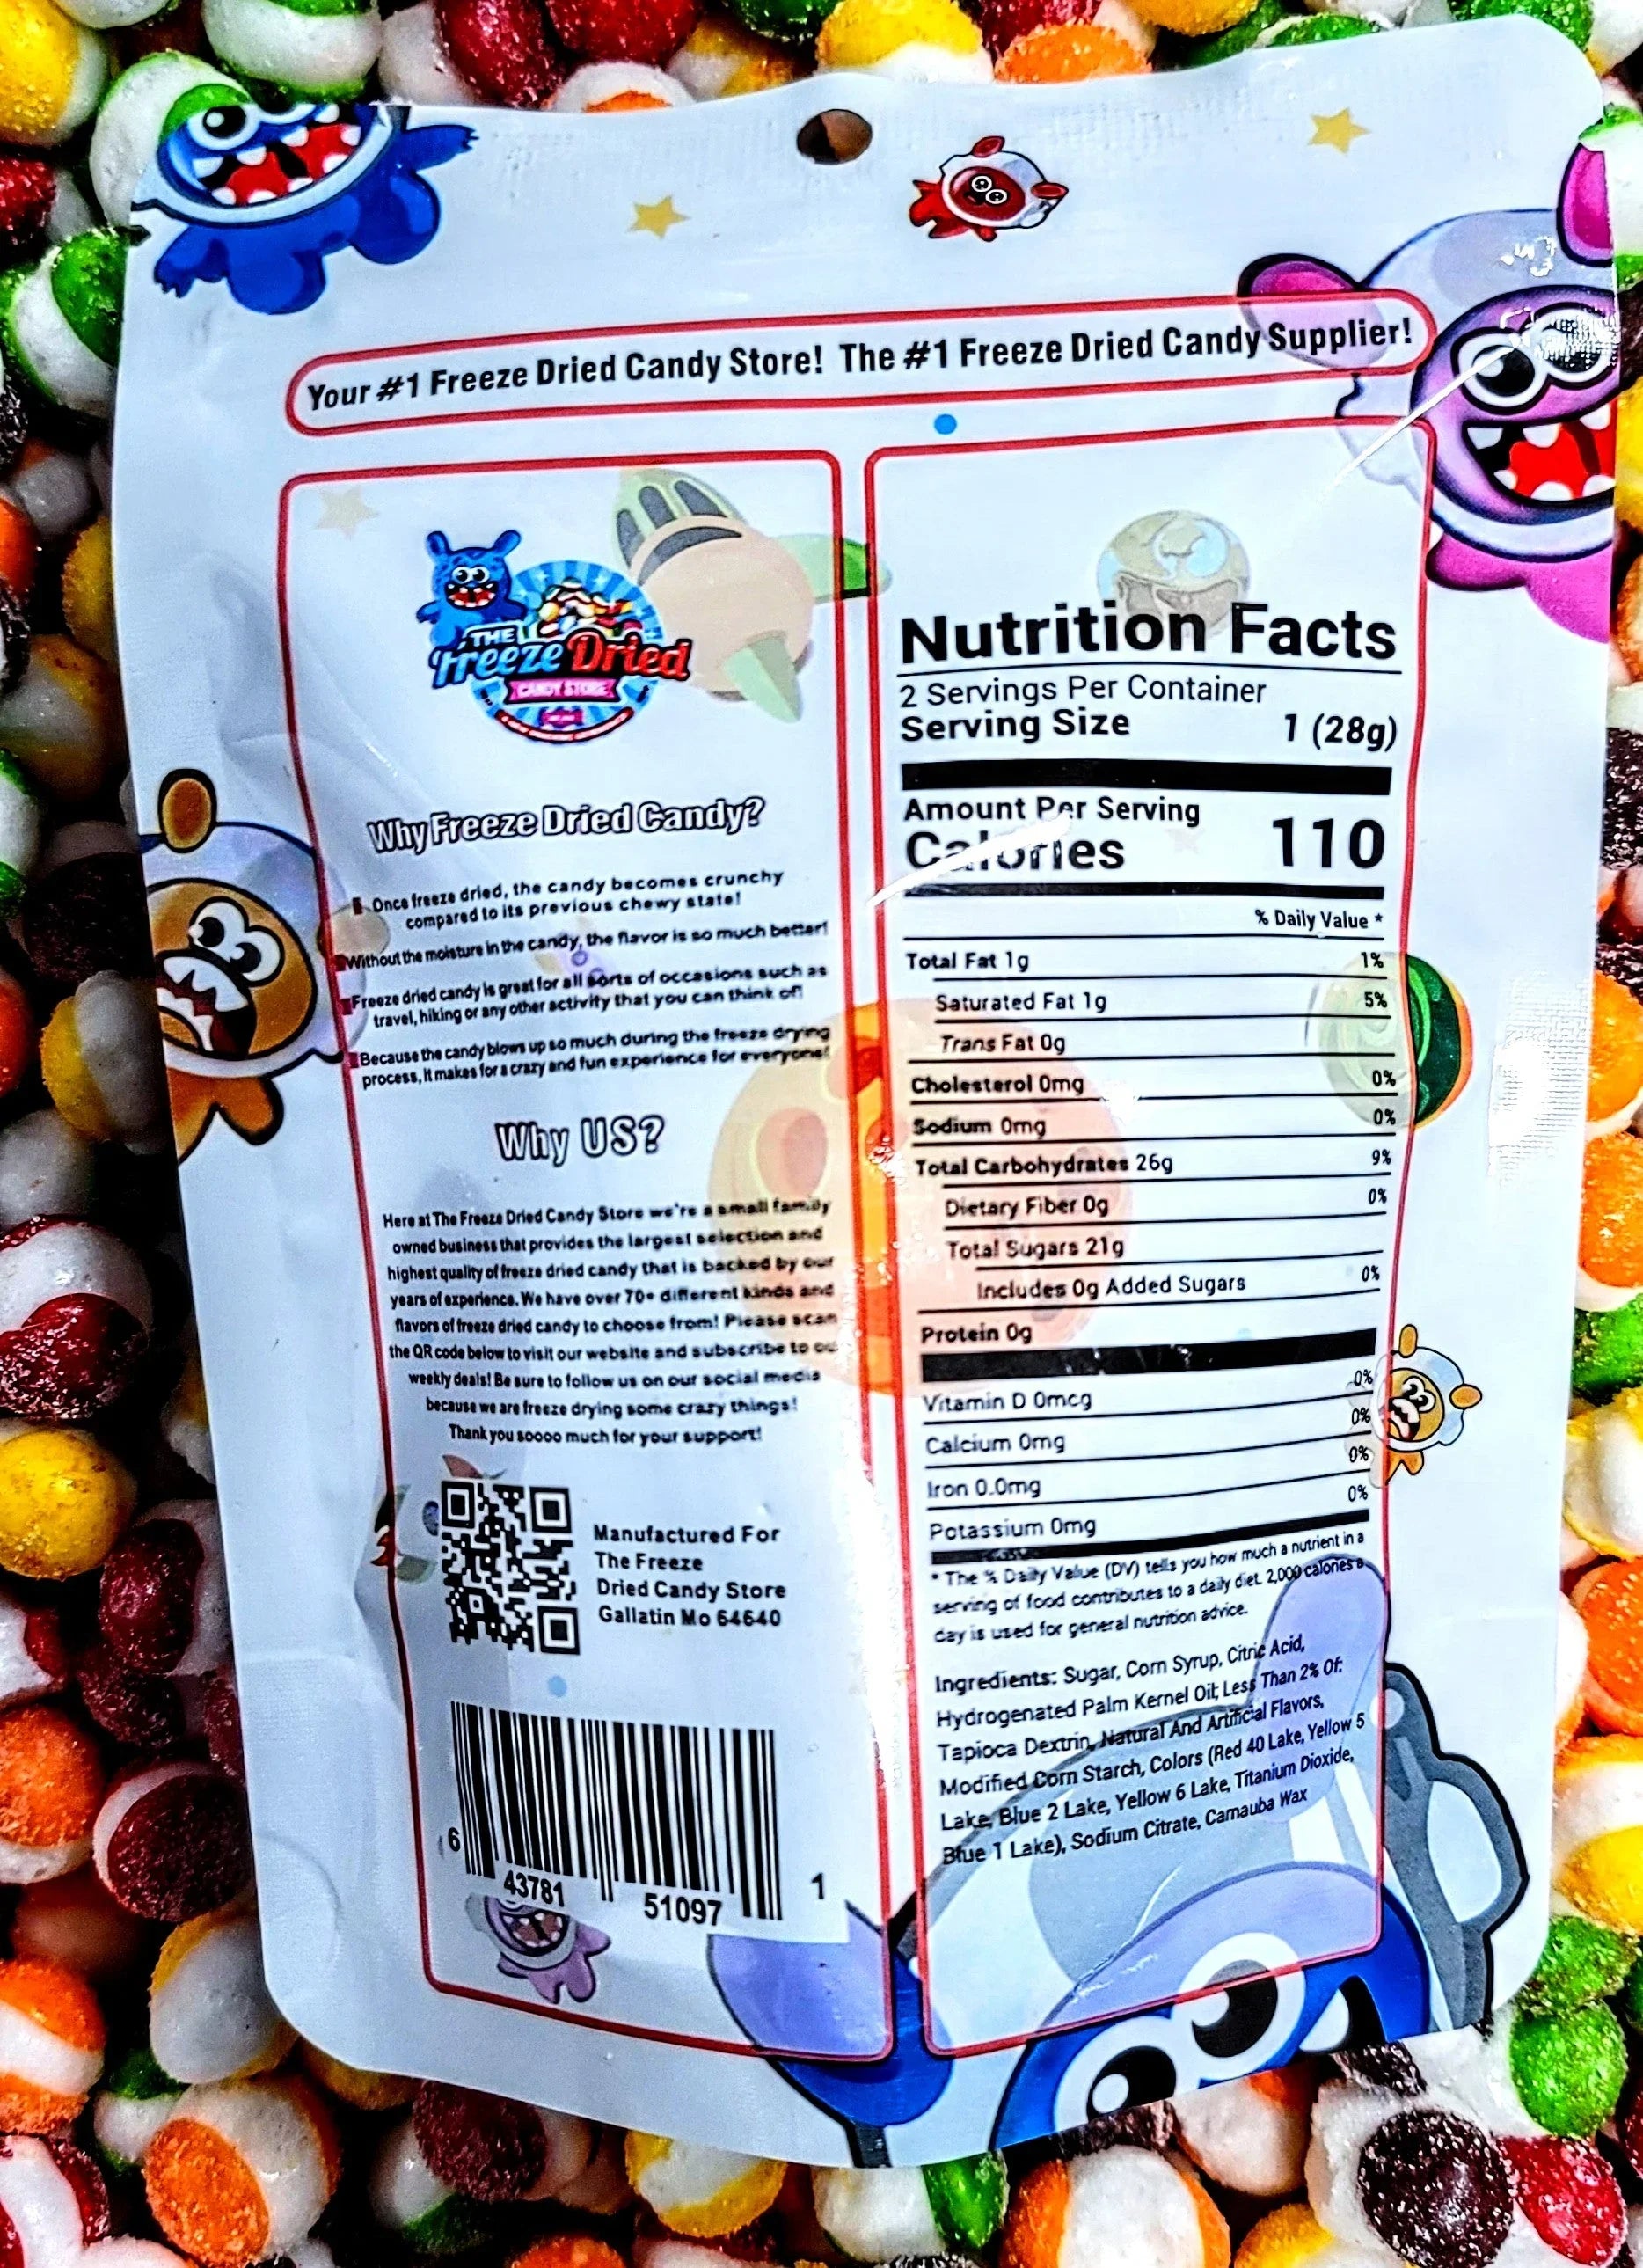 Your #1 Freeze Dried Candy Store! The #1 Freeze Dried Candy Supplier!
THE
Freeze Dried
CANDY STORE
Why Freeze Dried Candy?
Once freeze dried, the candy becomes crunchy
compared to its previous chewy state!
Without the moisture in the candy, the flavor is so much better!
Freeze dried candy is great for all sorts of occasions such as
travel, hiking or any other activity that you can think of!
Because the candy blows up so much during the freeze drying
process, it makes for a crazy and fun experience for everyone!
Why US?
Here at The Freeze Dried Candy Store we're a small family
owned business that provides the largest selection and
highest quality of freeze dried candy that is backed by our
years of experience. We have over 70+ different kinds and
flavors of freeze dried candy to choose from! Please scan
the QR code below to visit our website and subscribe to ou
weekly deals! Be sure to follow us on our social media
because we are freeze drying some crazy things!
Thank you soooo much for your support!
Manufactured For
The Freeze
Dried Candy Store
Gallatin Mo 64640
6 43781 51097 1
Nutrition Facts
2 Servings Per Container
Serving Size 1 (28g)
Amount Per Serving
Calories 110
% Daily Value *
Total Fat 1g 1%
Saturated Fat 1g 5%
Trans Fat 0g
Cholesterol 0mg 0%
Sodium 0mg 0%
Total Carbohydrates 26g 9%
Dietary Fiber 0g 0%
Total Sugars 21g
Includes 0g Added Sugars 0%
Protein 0g
Vitamin D 0mcg 0%
Calcium 0mg 0%
Iron 0.0mg 0%
Potassium 0mg 0%
* The % Daily Value (DV) tells you how much a nutrient in a
serving of food contributes to a daily diet. 2,000 calories a
day is used for general nutrition advice.
Ingredients: Sugar, Corn Syrup, Citric Acid,
Hydrogenated Palm Kernel Oil; Less Than 2% Of:
Tapioca Dextrin, Natural And Artificial Flavors,
Modified Corn Starch, Colors (Red 40 Lake, Yellow 5
Lake, Blue 2 Lake, Yellow 6 Lake, Titanium Dioxide,
Blue 1 Lake), Sodium Citrate, Carnauba Wax